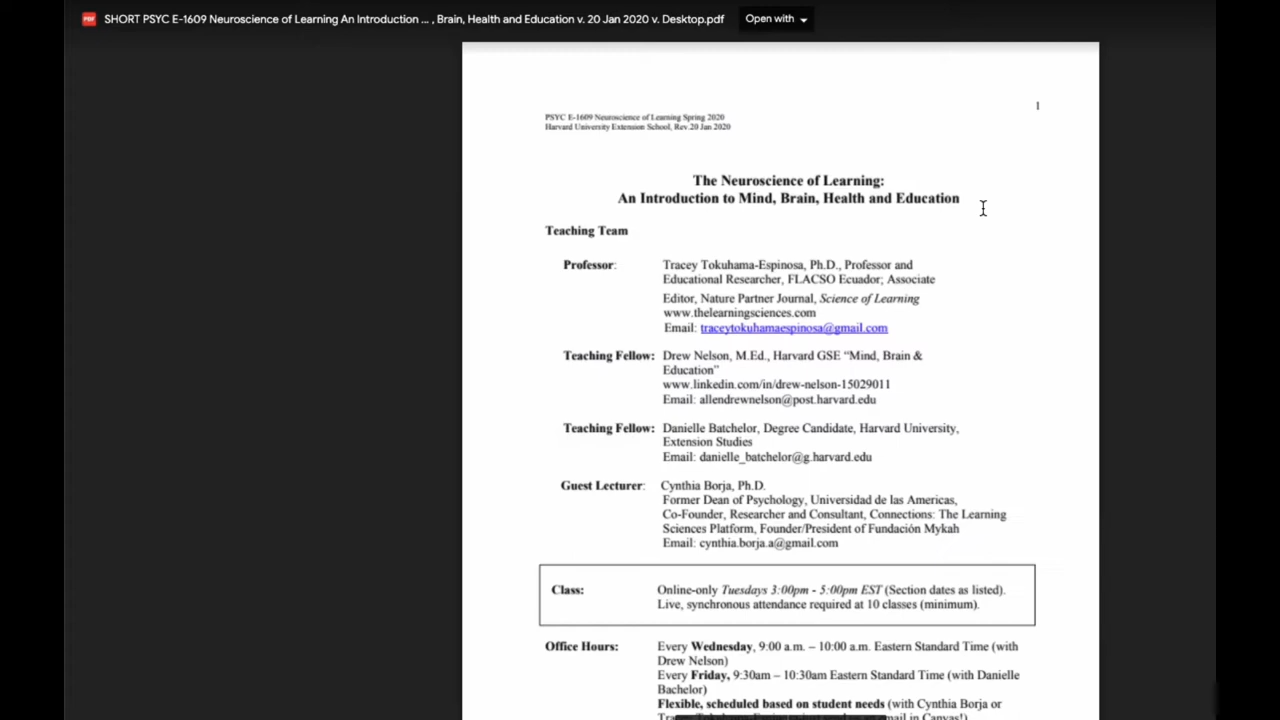 PDF SHORT PSYC E-1609 Neuroscience of Learning An Introduction ... , Brain, Health and Education v. 20 Jan 2020 v. Desktop.pdf Open with
1
PSYC E-1609 Neuroscience of Learning Spring 2020
Harvard University Extension School, Rev.20 Jan 2020
The Neuroscience of Learning:
An Introduction to Mind, Brain, Health and Education
Teaching Team
Professor: Tracey Tokuhama-Espinosa, Ph.D., Professor and
Educational Researcher, FLACSO Ecuador; Associate
Editor, Nature Partner Journal, Science of Learning
www.thelearningsciences.com
Email: traceytokuhamaespinosa@gmail.com
Teaching Fellow: Drew Nelson, M.Ed., Harvard GSE “Mind, Brain &
Education”
www.linkedin.com/in/drew-nelson-15029011
Email: allendrewnelson@post.harvard.edu
Teaching Fellow: Danielle Batchelor, Degree Candidate, Harvard University,
Extension Studies
Email: danielle_batchelor@g.harvard.edu
Guest Lecturer: Cynthia Borja, Ph.D.
Former Dean of Psychology, Universidad de las Americas,
Co-Founder, Researcher and Consultant, Connections: The Learning
Sciences Platform, Founder/President of Fundación Mykah
Email: cynthia.borja.a@gmail.com
Class: Online-only Tuesdays 3:00pm - 5:00pm EST (Section dates as listed).
Live, synchronous attendance required at 10 classes (minimum).
Office Hours: Every Wednesday, 9:00 a.m. – 10:00 a.m. Eastern Standard Time (with
Drew Nelson)
Every Friday, 9:30am – 10:30am Eastern Standard Time (with Danielle
Bachelor)
Flexible, scheduled based on student needs (with Cynthia Borja or
email in Canvas!)